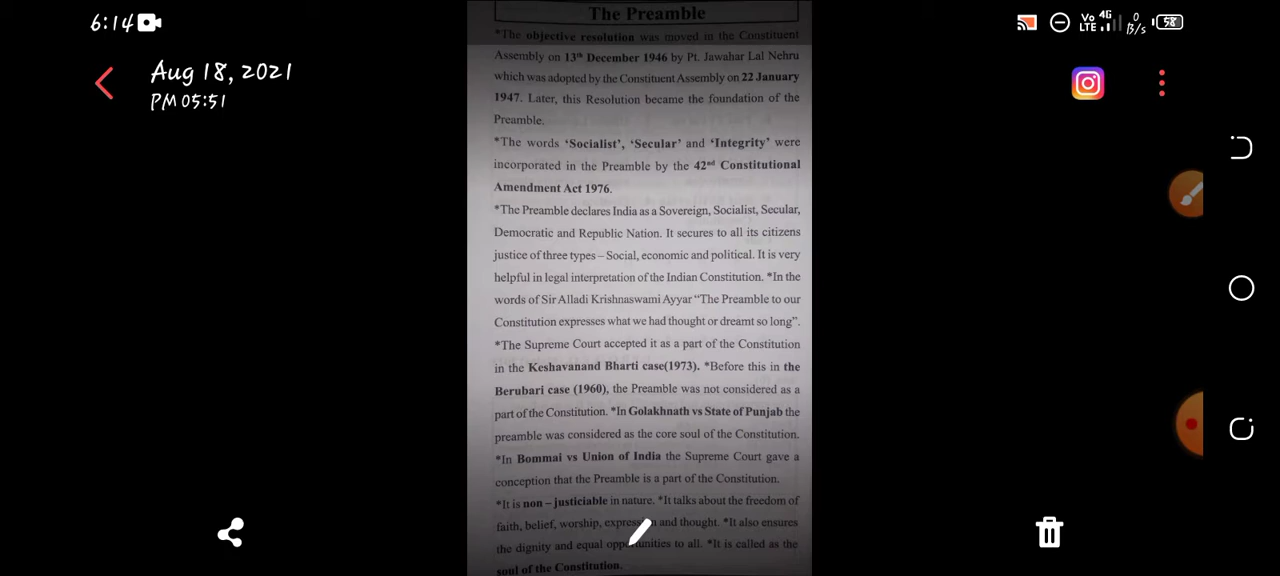 6:14
Vo LTE 4G 0 B/s 58
Aug 18, 2021
PM 05:51
The Preamble
*The objective resolution was moved in the Constituent
Assembly on 13th December 1946 by Pt. Jawahar Lal Nehru
which was adopted by the Constituent Assembly on 22 January
1947. Later, this Resolution became the foundation of the
Preamble.
*The words ‘Socialist’, ‘Secular’ and ‘Integrity’ were
incorporated in the Preamble by the 42nd Constitutional
Amendment Act 1976.
*The Preamble declares India as a Sovereign, Socialist, Secular,
Democratic and Republic Nation. It secures to all its citizens
justice of three types – Social, economic and political. It is very
helpful in legal interpretation of the Indian Constitution. *In the
words of Sir Alladi Krishnaswami Ayyar “The Preamble to our
Constitution expresses what we had thought or dreamt so long”.
*The Supreme Court accepted it as a part of the Constitution
in the Keshavanand Bharti case(1973). *Before this in the
Berubari case (1960), the Preamble was not considered as a
part of the Constitution. *In Golakhnath vs State of Punjab the
preamble was considered as the core soul of the Constitution.
*In Bommai vs Union of India the Supreme Court gave a
conception that the Preamble is a part of the Constitution.
*It is non – justiciable in nature. *It talks about the freedom of
faith, belief, worship, expression and thought. *It also ensures
the dignity and equal opportunities to all. *It is called as the
soul of the Constitution.